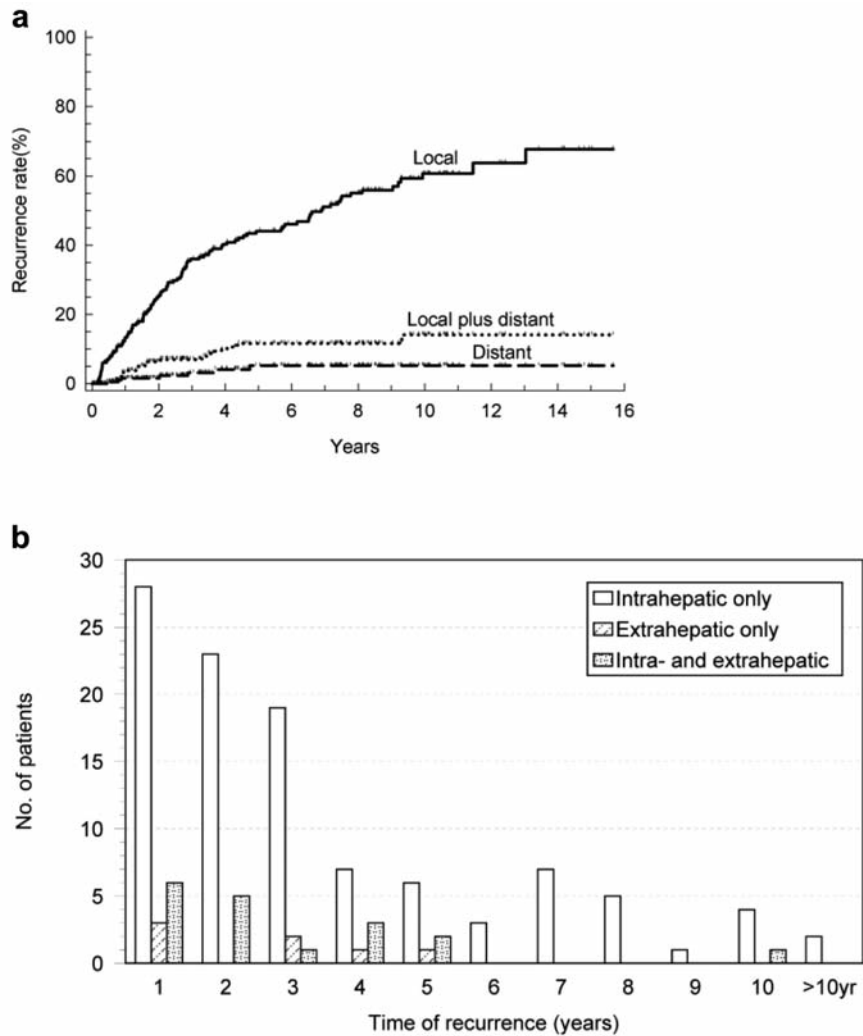 a
Recurrence rate(%)
100
80
60
40
20
0
Local
Local plus distant
Distant
0 2 4 6 8 10 12 14 16
Years
b
No. of patients
30
25
20
15
10
5
0
Intrahepatic only
Extrahepatic only
Intra- and extrahepatic
1 2 3 4 5 6 7 8 9 10 >10yr
Time of recurrence (years)